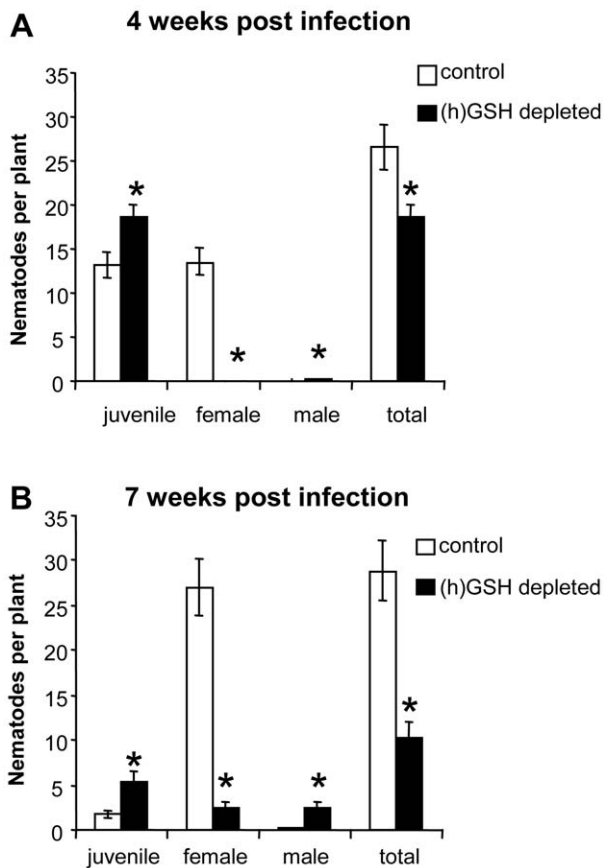 A
4 weeks post infection
control
(h)GSH depleted
Nematodes per plant
35
30
25
20
15
10
5
0
*
*
*
*
juvenile female male total
B
7 weeks post infection
control
(h)GSH depleted
Nematodes per plant
35
30
25
20
15
10
5
0
*
*
*
*
juvenile female male total